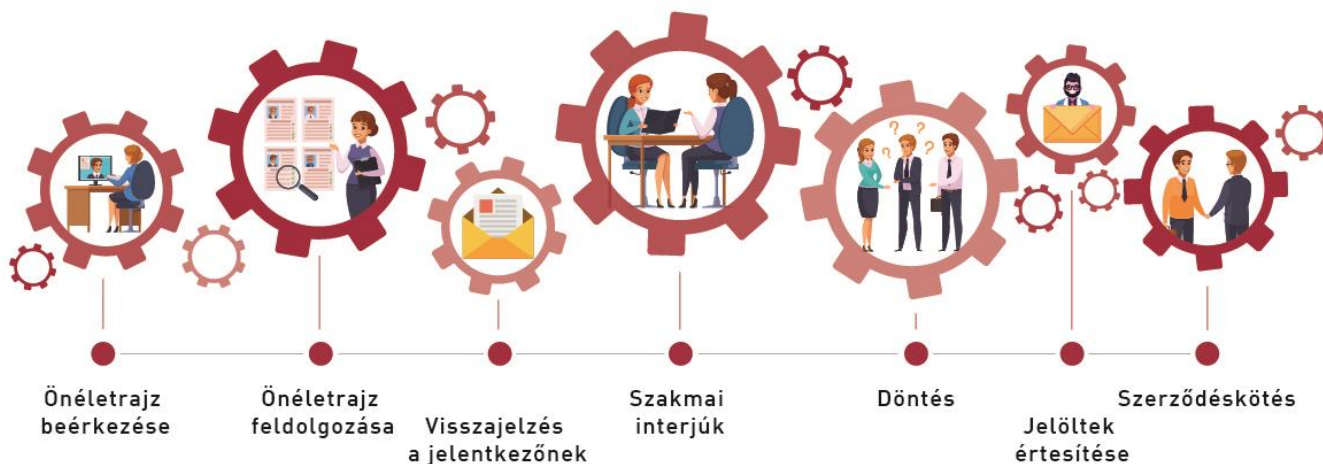 Önéletrajz
beérkezése
Önéletrajz
feldolgozása
Visszajelzés
a jelentkezőnek
Szakmai
interjúk
Döntés
Jelöltek
értesítése
Szerződéskötés